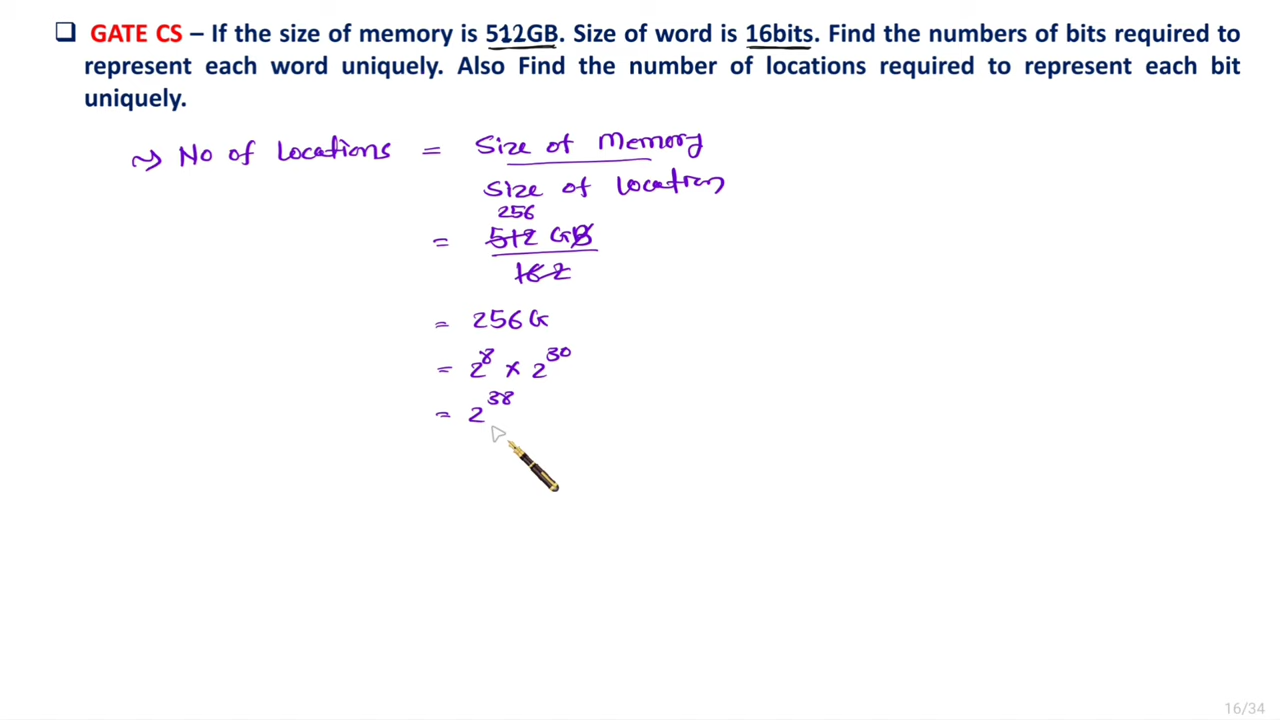 ❑ GATE CS – If the size of memory is 512GB. Size of word is 16bits. Find the numbers of bits required to
represent each word uniquely. Also Find the number of locations required to represent each bit
uniquely.
~> No of Locations = Size of Memory
Size of Location
256
= 512 GB
16 2
= 256 G
= 2^8 × 2^30
= 2^38
16/34